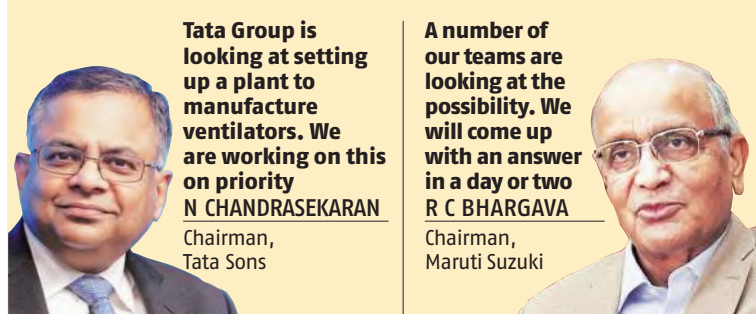 Tata Group is
looking at setting
up a plant to
manufacture
ventilators. We
are working on this
on priority
N CHANDRASEKARAN
Chairman,
Tata Sons
A number of
our teams are
looking at the
possibility. We
will come up
with an answer
in a day or two
R C BHARGAVA
Chairman,
Maruti Suzuki